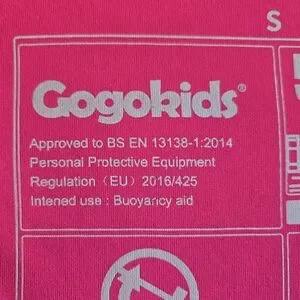 S
Gogokids®
Approved to BS EN 13138-1:2014
Personal Protective Equipment
Regulation（EU）2016/425
Intened use : Buoyancy aid